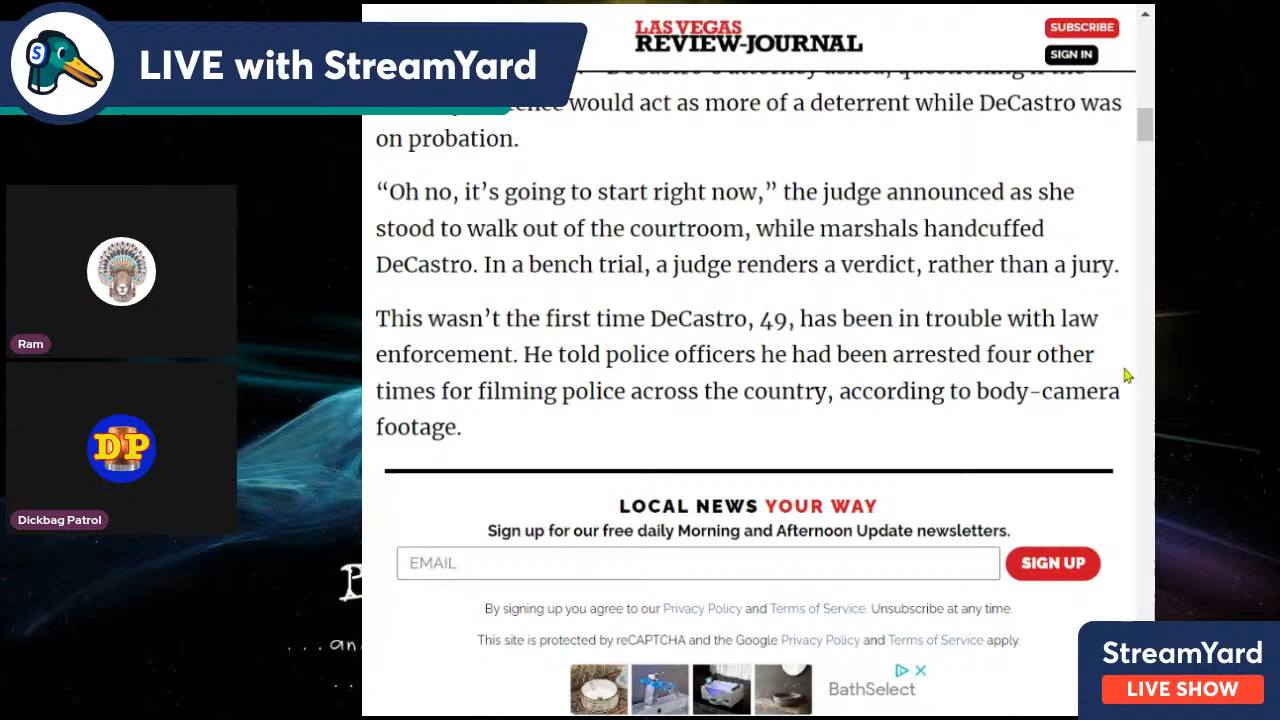 LIVE with StreamYard
LAS VEGAS
REVIEW-JOURNAL
SUBSCRIBE
SIGN IN
DeCastro's attorney asked, questioning if the
would act as more of a deterrent while DeCastro was
on probation.
“Oh no, it’s going to start right now,” the judge announced as she
stood to walk out of the courtroom, while marshals handcuffed
DeCastro. In a bench trial, a judge renders a verdict, rather than a jury.
This wasn’t the first time DeCastro, 49, has been in trouble with law
enforcement. He told police officers he had been arrested four other
times for filming police across the country, according to body-camera
footage.
LOCAL NEWS YOUR WAY
Sign up for our free daily Morning and Afternoon Update newsletters.
EMAIL
SIGN UP
By signing up you agree to our Privacy Policy and Terms of Service. Unsubscribe at any time.
This site is protected by reCAPTCHA and the Google Privacy Policy and Terms of Service apply.
BathSelect
Ram
DP
Dickbag Patrol
StreamYard
LIVE SHOW